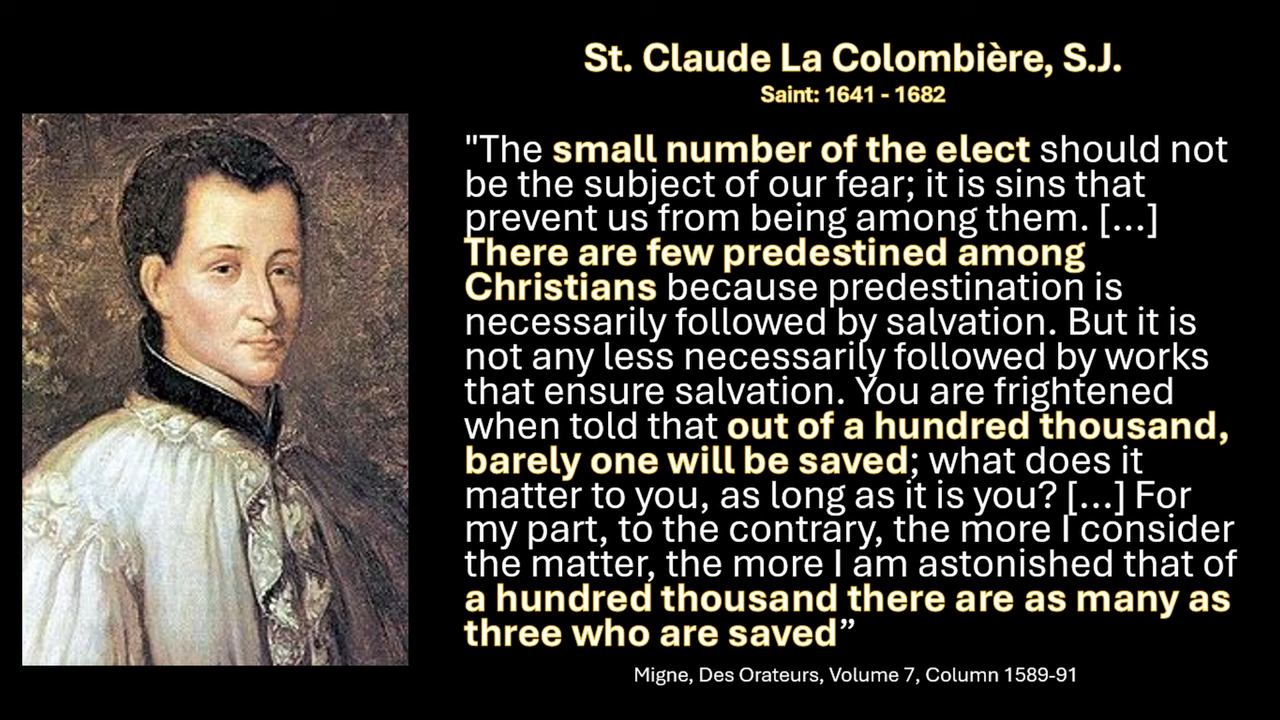 St. Claude La Colombière, S.J.
Saint: 1641 - 1682
"The small number of the elect should not
be the subject of our fear; it is sins that
prevent us from being among them. [...]
There are few predestined among
Christians because predestination is
necessarily followed by salvation. But it is
not any less necessarily followed by works
that ensure salvation. You are frightened
when told that out of a hundred thousand,
barely one will be saved; what does it
matter to you, as long as it is you? [...] For
my part, to the contrary, the more I consider
the matter, the more I am astonished that of
a hundred thousand there are as many as
three who are saved”
Migne, Des Orateurs, Volume 7, Column 1589-91